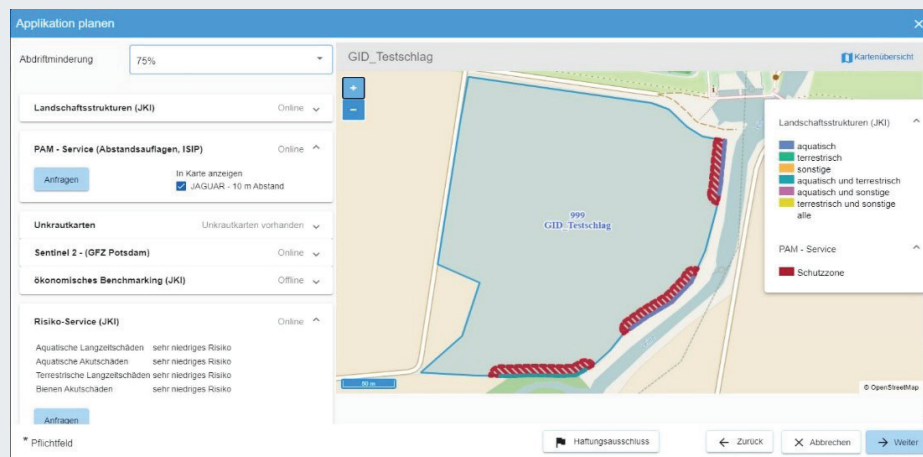 Applikation planen
Abdriftminderung
75%
GID_Testschlag
Kartenübersicht
Landschaftsstrukturen (JKI)
Online
PAM - Service (Abstandsauflagen, ISIP)
Online
Anfragen
In Karte anzeigen
JAGUAR - 10 m Abstand
Unkrautkarten
Unkrautkarten vorhanden
Sentinel 2 - (GFZ Potsdam)
Online
ökonomisches Benchmarking (JKI)
Offline
Risiko-Service (JKI)
Online
Aquatische Langzeitschäden sehr niedriges Risiko
Aquatische Akutschäden sehr niedriges Risiko
Terrestrische Langzeitschäden sehr niedriges Risiko
Bienen Akutschäden sehr niedriges Risiko
Anfragen
+
−
999
GID_Testschlag
50 m
Landschaftsstrukturen (JKI)
aquatisch
terrestrisch
sonstige
aquatisch und terrestrisch
aquatisch und sonstige
terrestrisch und sonstige
alle
PAM - Service
Schutzzone
© OpenStreetMap
* Pflichtfeld
Haftungsausschluss
Zurück
Abbrechen
Weiter